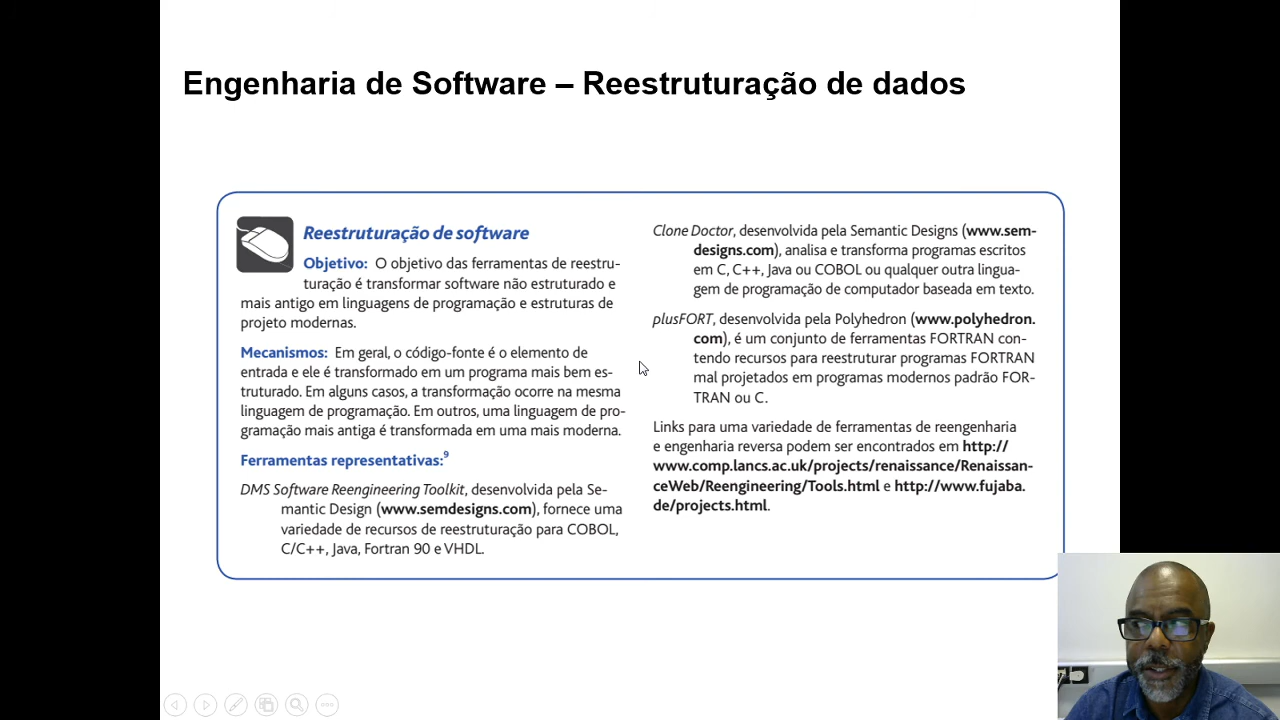 Engenharia de Software – Reestruturação de dados
Reestruturação de software
Objetivo: O objetivo das ferramentas de reestru-
turação é transformar software não estruturado e
mais antigo em linguagens de programação e estruturas de
projeto modernas.
Mecanismos: Em geral, o código-fonte é o elemento de
entrada e ele é transformado em um programa mais bem es-
truturado. Em alguns casos, a transformação ocorre na mesma
linguagem de programação. Em outros, uma linguagem de pro-
gramação mais antiga é transformada em uma mais moderna.
Ferramentas representativas:9
DMS Software Reengineering Toolkit, desenvolvida pela Se-
mantic Design (www.semdesigns.com), fornece uma
variedade de recursos de reestruturação para COBOL,
C/C++, Java, Fortran 90 e VHDL.
Clone Doctor, desenvolvida pela Semantic Designs (www.sem-
designs.com), analisa e transforma programas escritos
em C, C++, Java ou COBOL ou qualquer outra lingua-
gem de programação de computador baseada em texto.
plusFORT, desenvolvida pela Polyhedron (www.polyhedron.
com), é um conjunto de ferramentas FORTRAN con-
tendo recursos para reestruturar programas FORTRAN
mal projetados em programas modernos padrão FOR-
TRAN ou C.
Links para uma variedade de ferramentas de reengenharia
e engenharia reversa podem ser encontrados em http://
www.comp.lancs.ac.uk/projects/renaissance/Renaissan-
ceWeb/Reengineering/Tools.html e http://www.fujaba.
de/projects.html.